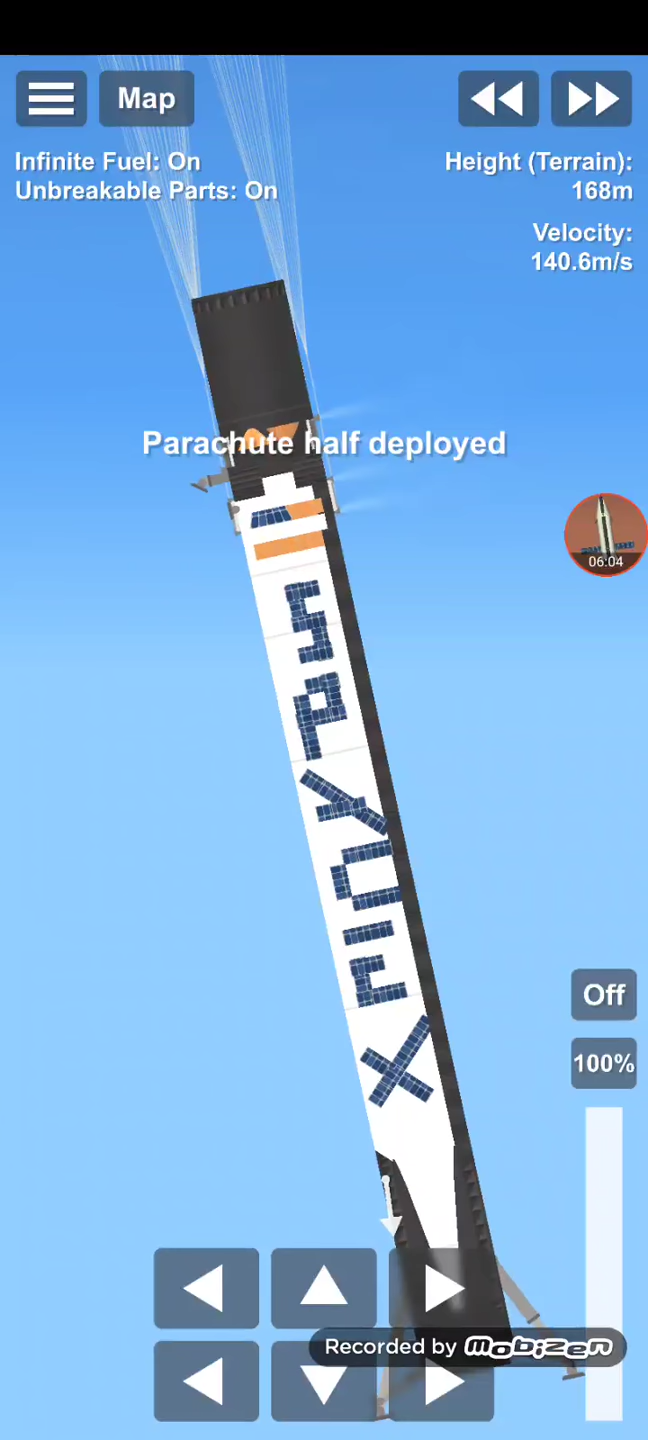 Map
Infinite Fuel: On
Unbreakable Parts: On
Height (Terrain):
168m
Velocity:
140.6m/s
Parachute half deployed
06:04
SPYCEX
Off
100%
Recorded by Mobizen